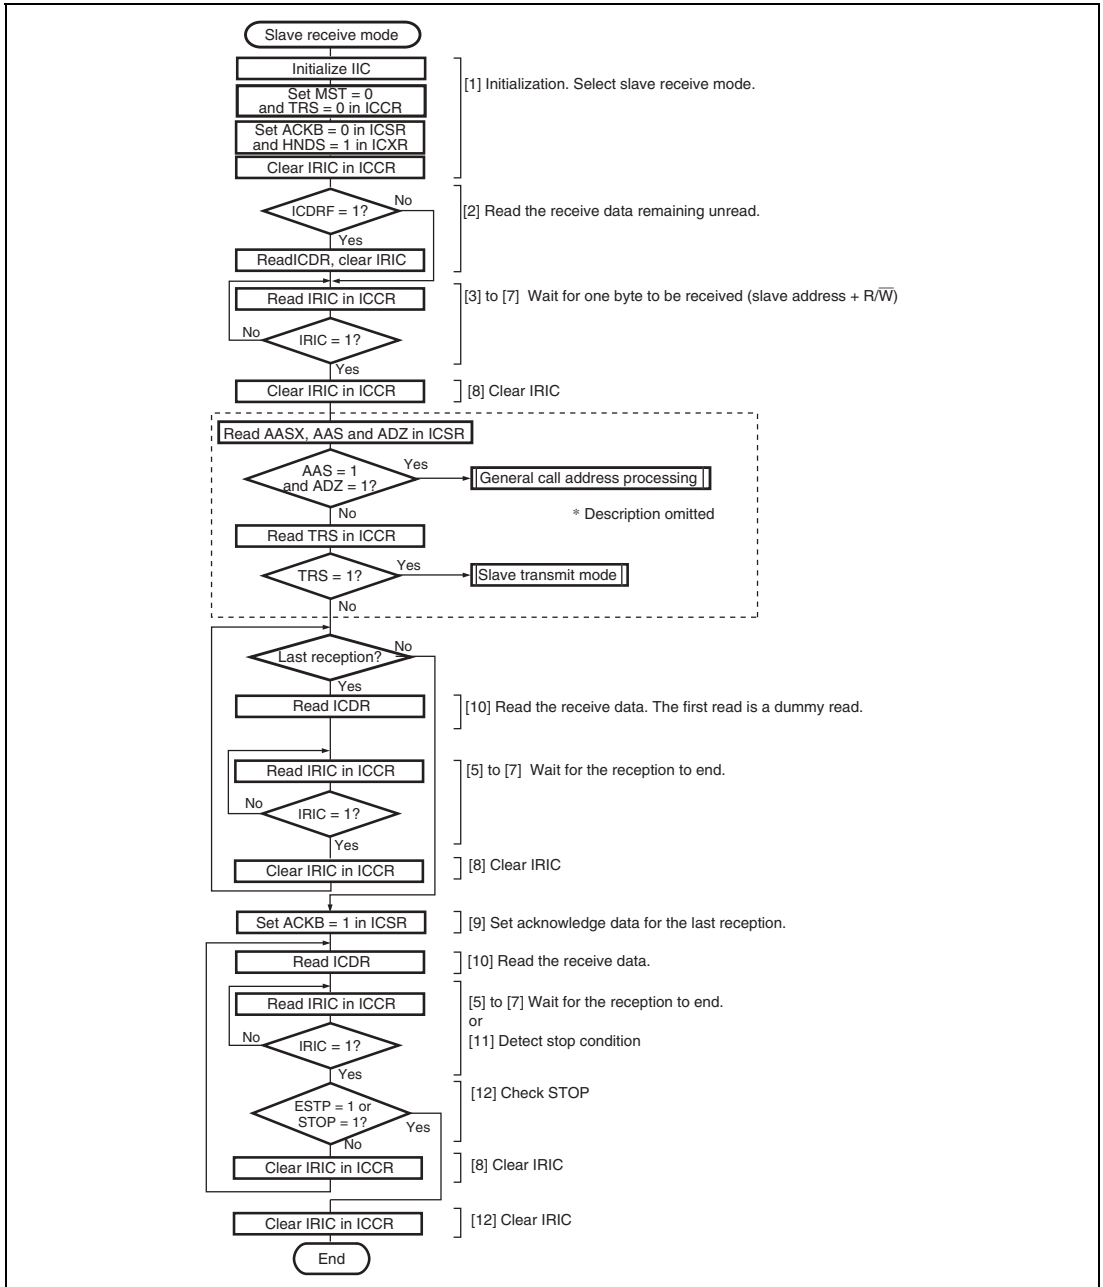 Slave receive mode
Initialize IIC
[1] Initialization. Select slave receive mode.
Set MST = 0
and TRS = 0 in ICCR
Set ACKB = 0 in ICSR
and HNDS = 1 in ICXR
Clear IRIC in ICCR
ICDRF = 1?
No
[2] Read the receive data remaining unread.
Yes
ReadICDR, clear IRIC
Read IRIC in ICCR
[3] to [7] Wait for one byte to be received (slave address + R/W̅)
No
IRIC = 1?
Yes
Clear IRIC in ICCR
[8] Clear IRIC
Read AASX, AAS and ADZ in ICSR
AAS = 1
and ADZ = 1?
Yes
General call address processing
No
* Description omitted
Read TRS in ICCR
TRS = 1?
Yes
Slave transmit mode
No
Last reception?
No
Yes
Read ICDR
[10] Read the receive data. The first read is a dummy read.
Read IRIC in ICCR
[5] to [7] Wait for the reception to end.
No
IRIC = 1?
Yes
Clear IRIC in ICCR
[8] Clear IRIC
Set ACKB = 1 in ICSR
[9] Set acknowledge data for the last reception.
Read ICDR
[10] Read the receive data.
Read IRIC in ICCR
[5] to [7] Wait for the reception to end.
or
[11] Detect stop condition
No
IRIC = 1?
Yes
[12] Check STOP
ESTP = 1 or
STOP = 1?
Yes
No
Clear IRIC in ICCR
[8] Clear IRIC
Clear IRIC in ICCR
[12] Clear IRIC
End